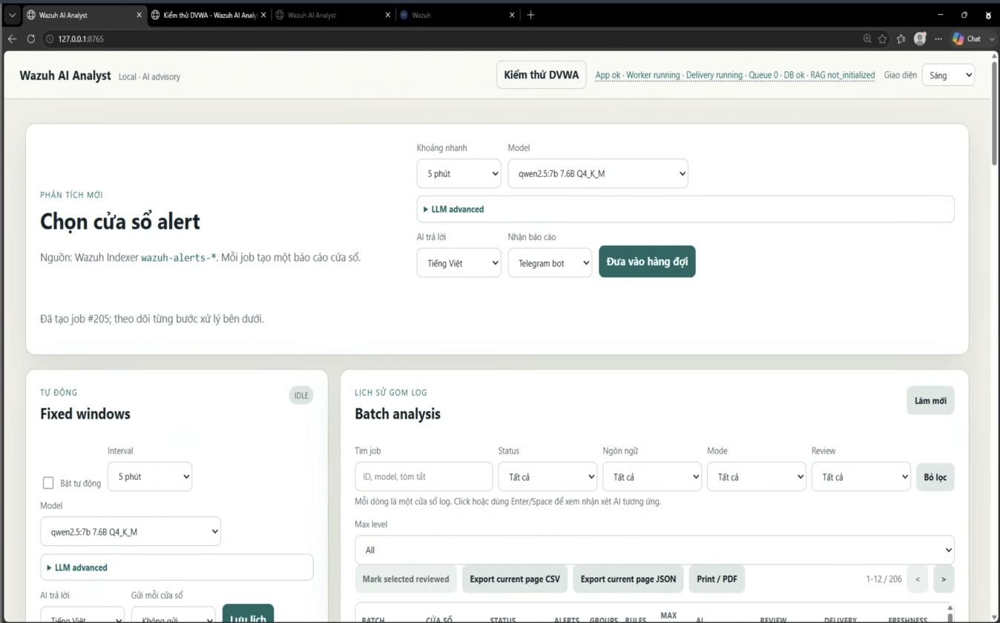 Wazuh AI Analyst
Kiểm thử DVWA - Wazuh AI Analy
Wazuh AI Analyst
Wazuh
127.0.0.1:8765
Chat
Wazuh AI Analyst Local · AI advisory
Kiểm thử DVWA
App ok · Worker running · Delivery running · Queue 0 · DB ok · RAG not_initialized
Giao diện
Sáng
Khoảng nhanh
Model
5 phút
qwen2.5:7b 7.6B Q4_K_M
LLM advanced
PHÂN TÍCH MỚI
Chọn cửa sổ alert
Nguồn: Wazuh Indexer wazuh-alerts-*. Mỗi job tạo một báo cáo cửa sổ.
AI trả lời
Nhận báo cáo
Tiếng Việt
Telegram bot
Đưa vào hàng đợi
Đã tạo job #205; theo dõi từng bước xử lý bên dưới.
TỰ ĐỘNG
Fixed windows
IDLE
Interval
Bật tự động
5 phút
Model
qwen2.5:7b 7.6B Q4_K_M
LLM advanced
AI trả lời
Gửi mỗi cửa sổ
Tiếng Việt
Không gửi
Lưu lịch
LỊCH SỬ GOM LOG
Batch analysis
Làm mới
Tìm job
Status
Ngôn ngữ
Mode
Review
ID, model, tóm tắt
Tất cả
Tất cả
Tất cả
Tất cả
Bỏ lọc
Mỗi dòng là một cửa sổ log. Click hoặc dùng Enter/Space để xem nhận xét AI tương ứng.
Max level
All
Mark selected reviewed
Export current page CSV
Export current page JSON
Print / PDF
1-12 / 206
<
>
BATCH
CỬA SỔ
STATUS
ALERTS
GROUPS
RULES
MAX
AI
REVIEW
DELIVERY
FRESHNESS